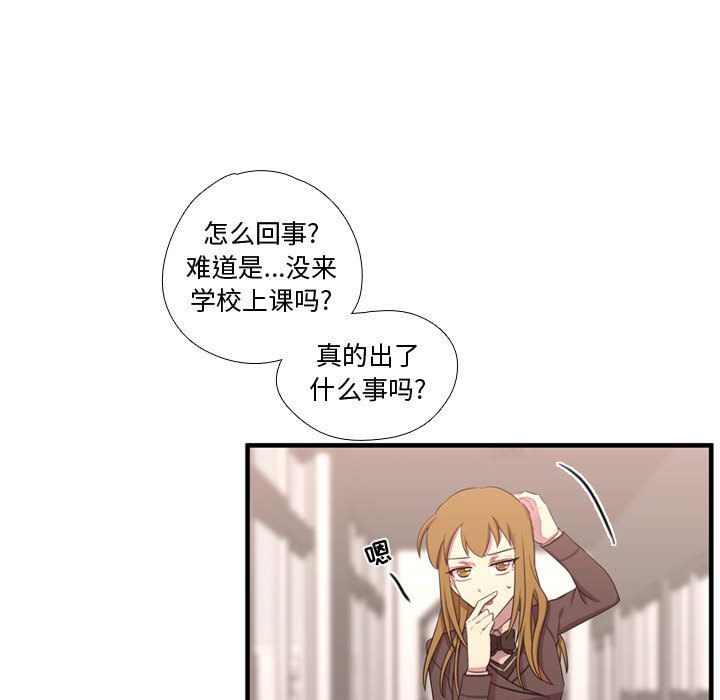 怎么回事?
难道是...没来
学校上课吗?
真的出了
什么事吗?
嗯